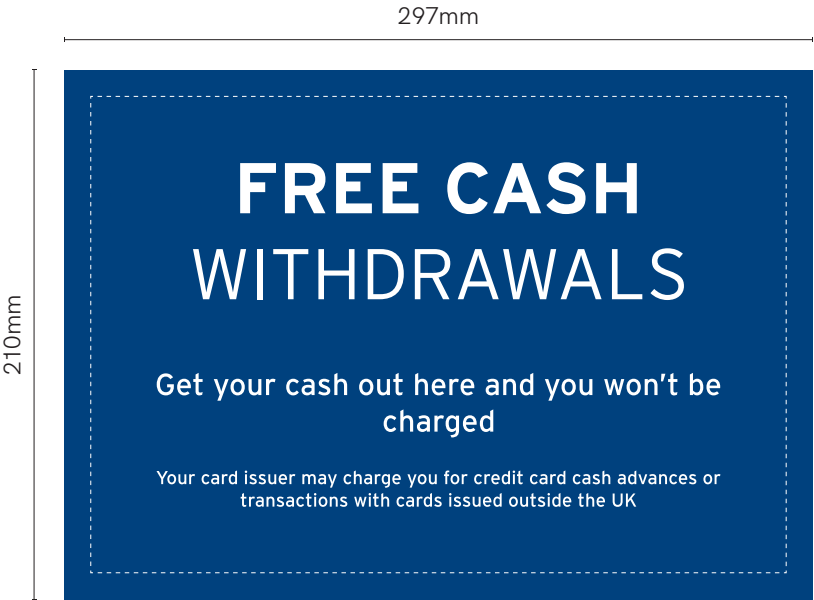 297mm
210mm
FREE CASH
WITHDRAWALS
Get your cash out here and you won't be
charged
Your card issuer may charge you for credit card cash advances or
transactions with cards issued outside the UK